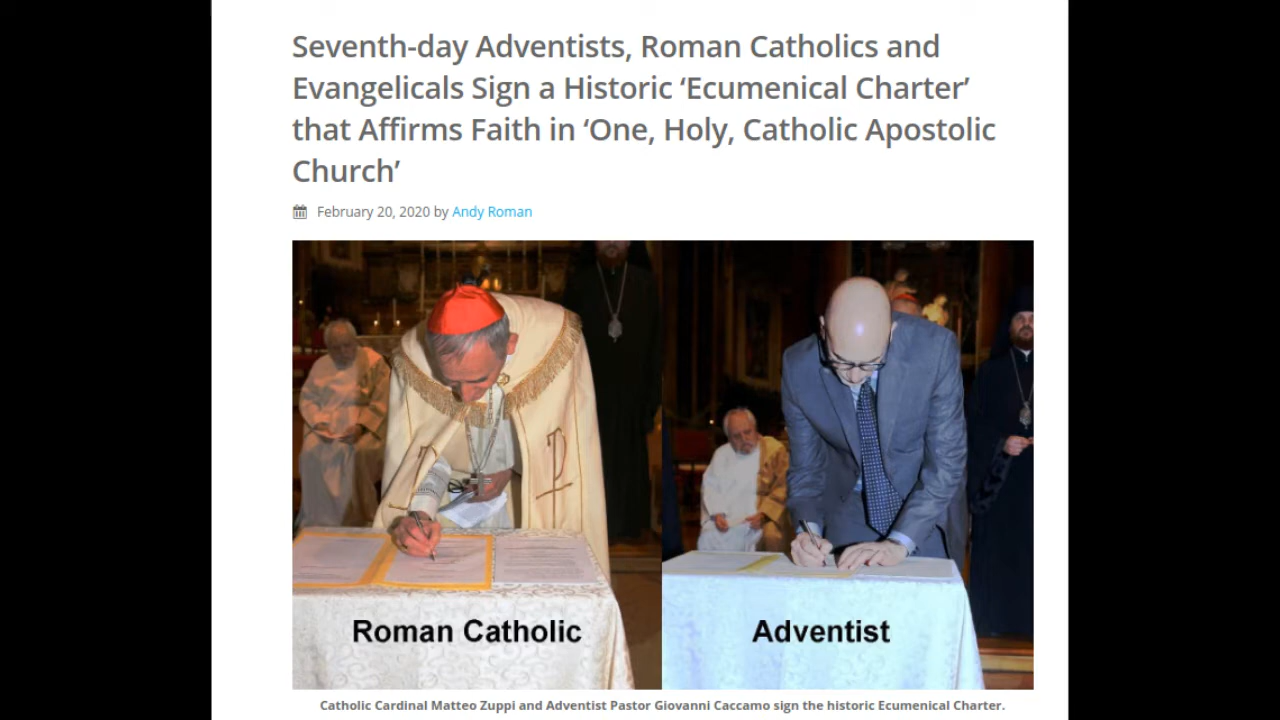 Seventh-day Adventists, Roman Catholics and
Evangelicals Sign a Historic ‘Ecumenical Charter’
that Affirms Faith in ‘One, Holy, Catholic Apostolic
Church’
February 20, 2020 by Andy Roman
Roman Catholic
Adventist
Catholic Cardinal Matteo Zuppi and Adventist Pastor Giovanni Caccamo sign the historic Ecumenical Charter.